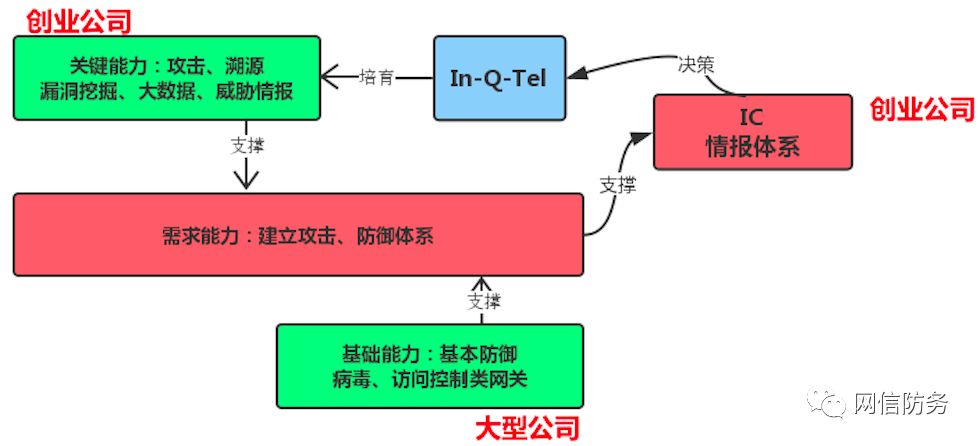 创业公司
关键能力：攻击、溯源
漏洞挖掘、大数据、威胁情报
培育
In-Q-Tel
决策
创业公司
IC
情报体系
支撑
支撑
需求能力：建立攻击、防御体系
支撑
基础能力：基本防御
病毒、访问控制类网关
大型公司
网信防务